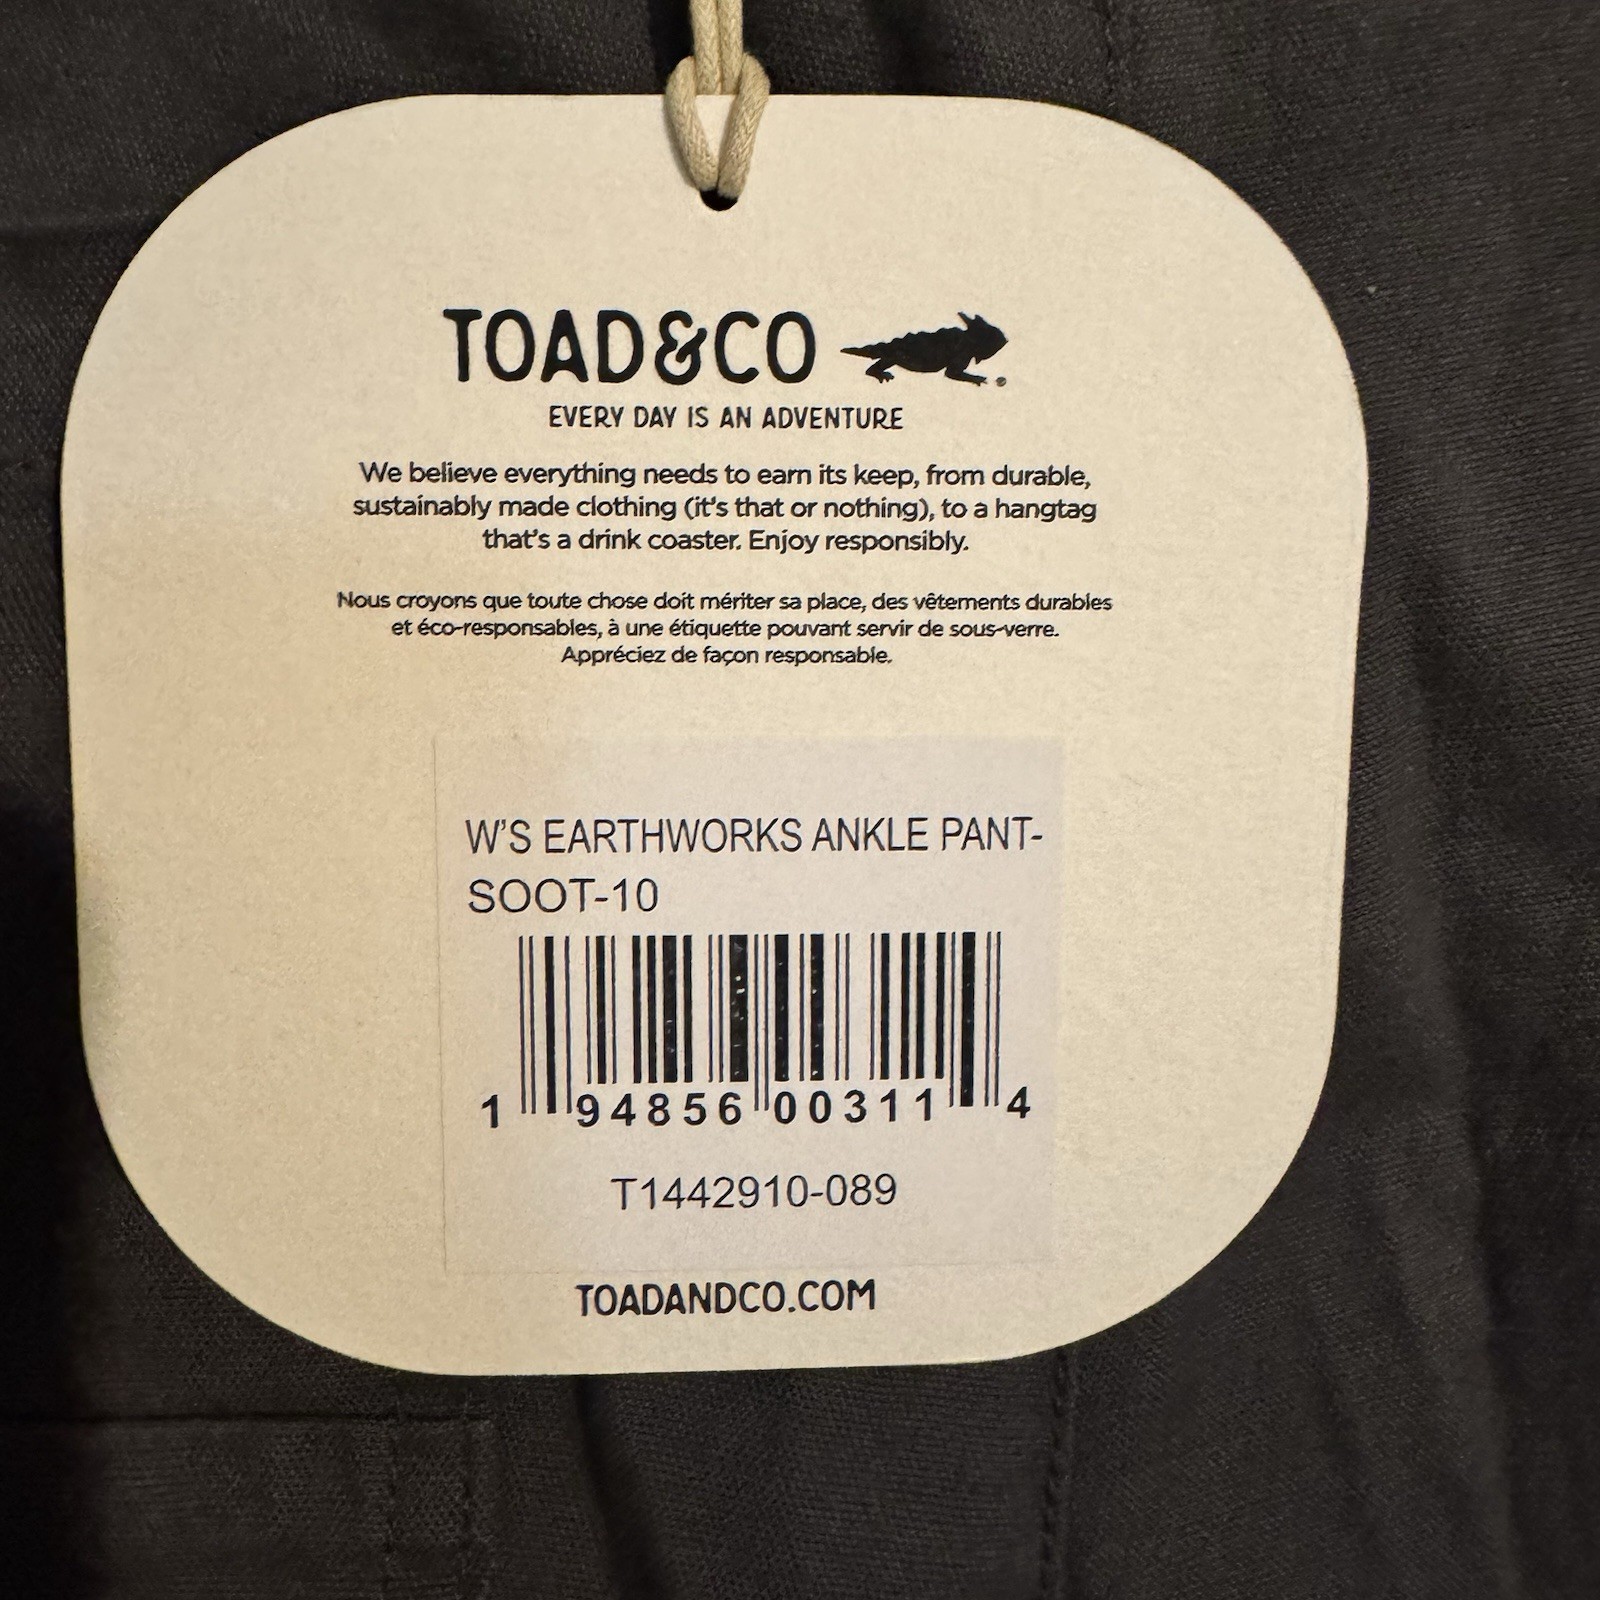 TOAD&CO
EVERY DAY IS AN ADVENTURE
We believe everything needs to earn its keep, from durable,
sustainably made clothing (it's that or nothing), to a hangtag
that's a drink coaster. Enjoy responsibly.
Nous croyons que toute chose doit mériter sa place, des vêtements durables
et éco-responsables, à une étiquette pouvant servir de sous-verre.
Appréciez de façon responsable.
W'S EARTHWORKS ANKLE PANT-
SOOT-10
1 94856 00311 4
T1442910-089
TOADANDCO.COM